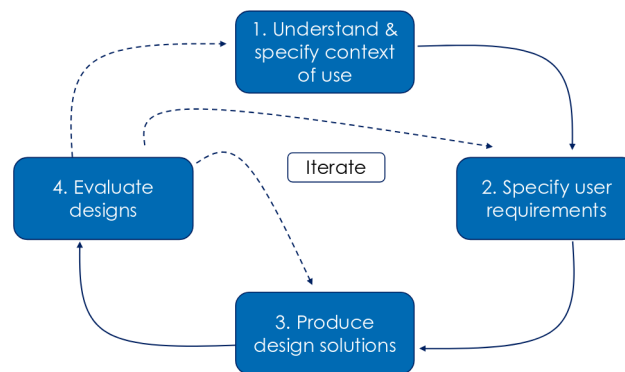 1. Understand &
specify context
of use
Iterate
4. Evaluate
designs
2. Specify user
requirements
3. Produce
design solutions